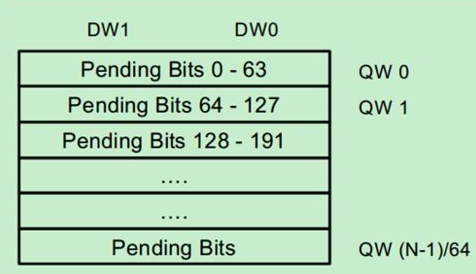 DW1 DW0
Pending Bits 0 - 63 QW 0
Pending Bits 64 - 127 QW 1
Pending Bits 128 - 191
....
....
Pending Bits QW (N-1)/64